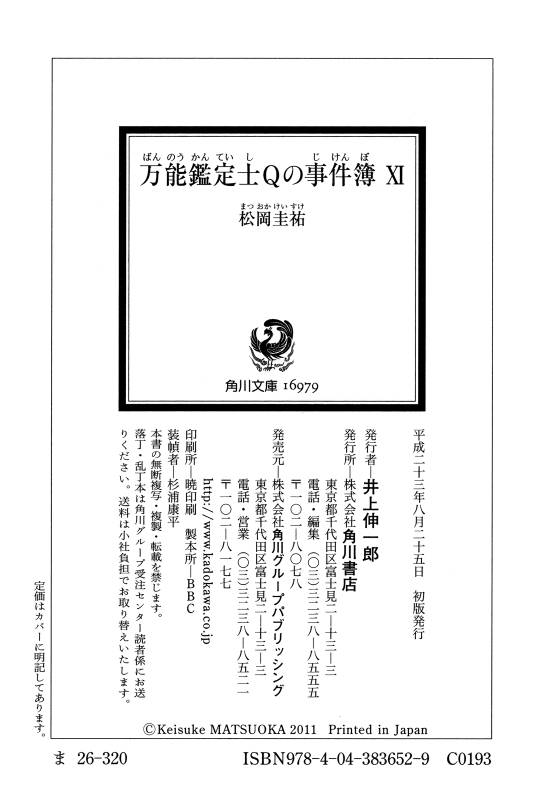 ばんのうかんていし じけんぼ
万能鑑定士Qの事件簿 XI
まつおかけいすけ
松岡圭祐
角川文庫 16979
平成二十三年八月二十五日 初版発行
発行者―井上伸一郎
発行所―株式会社角川書店
東京都千代田区富士見二―十三―三
電話・編集 (〇三)三二三八―八五五五
〒一〇二―八〇七八
発売元―株式会社角川グループパブリッシング
東京都千代田区富士見二―十三―三
電話・営業 (〇三)三二三八―八五二一
〒一〇二―八一七七
http://www.kadokawa.co.jp
印刷所―暁印刷 製本所―BBC
装幀者―杉浦康平
本書の無断複写・複製・転載を禁じます。
落丁・乱丁本は角川グループ受注センター読者係にお送
りください。送料は小社負担でお取り替えいたします。
定価はカバーに明記してあります。
©Keisuke MATSUOKA 2011 Printed in Japan
ま 26-320 ISBN978-4-04-383652-9 C0193